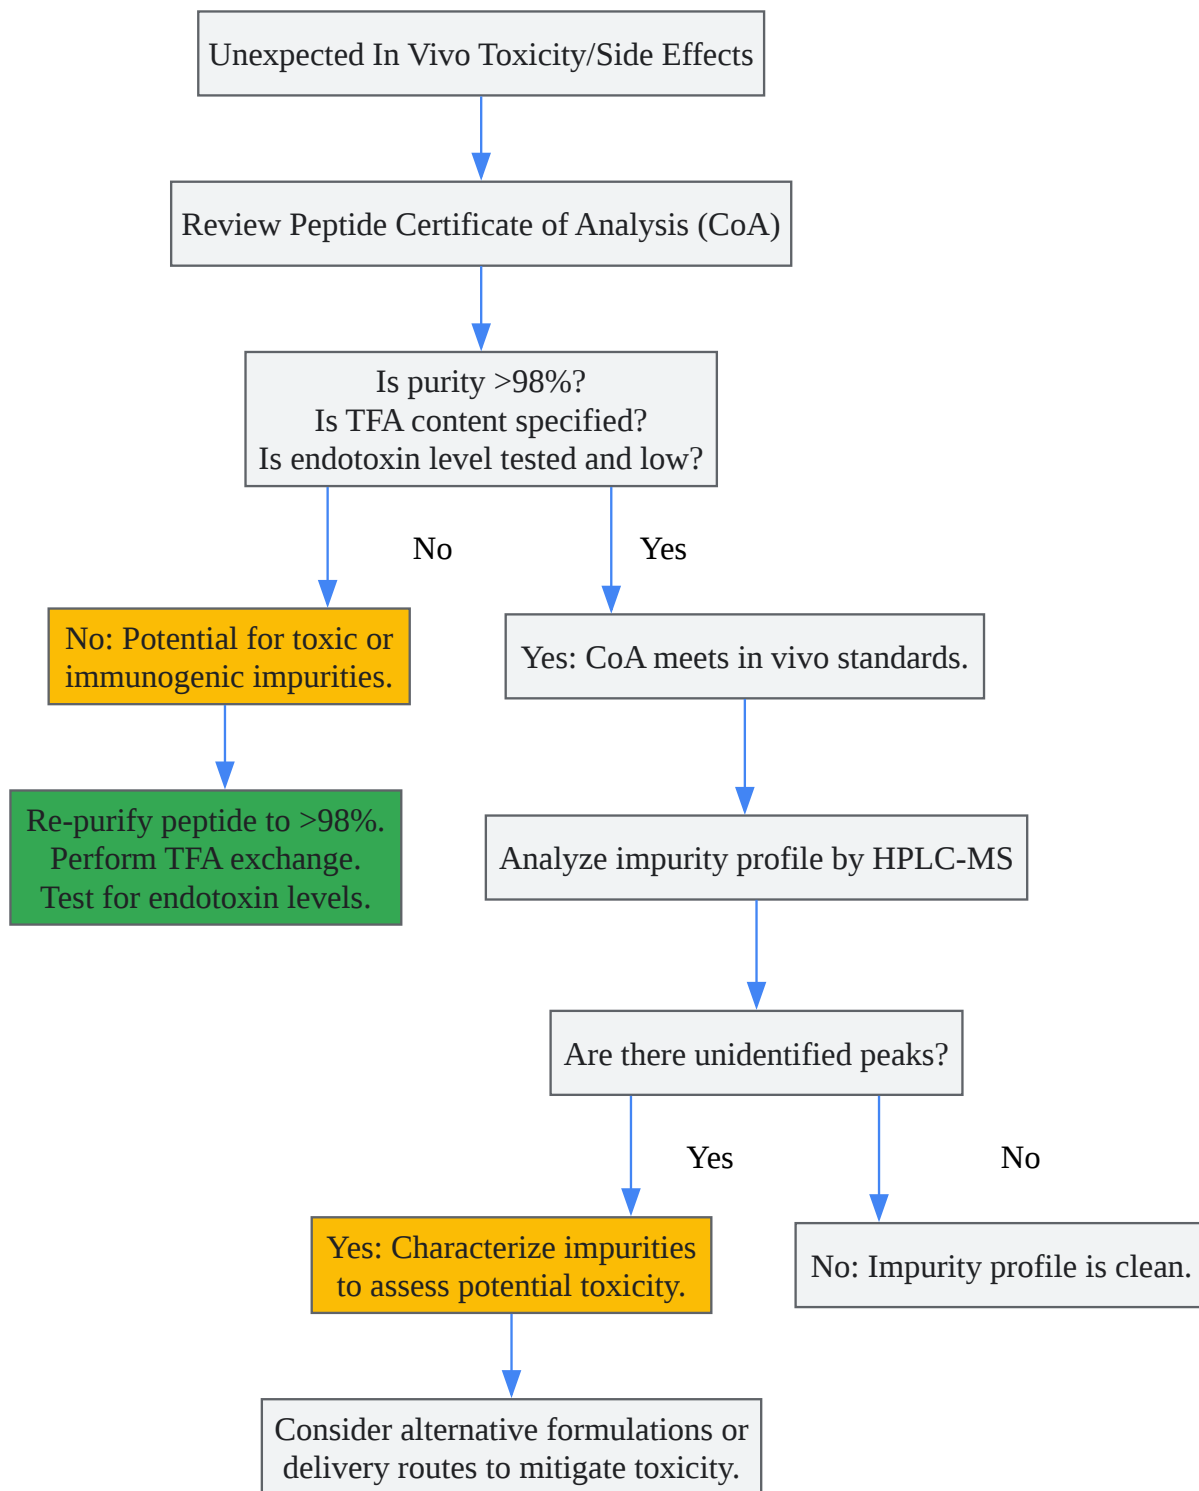 Unexpected In Vivo Toxicity/Side Effects
Review Peptide Certificate of Analysis (CoA)
Is purity >98%?
Is TFA content specified?
Is endotoxin level tested and low?
No
Yes
No: Potential for toxic or
immunogenic impurities.
Yes: CoA meets in vivo standards.
Re-purify peptide to >98%.
Perform TFA exchange.
Test for endotoxin levels.
Analyze impurity profile by HPLC-MS
Are there unidentified peaks?
Yes
No
Yes: Characterize impurities
to assess potential toxicity.
No: Impurity profile is clean.
Consider alternative formulations or
delivery routes to mitigate toxicity.